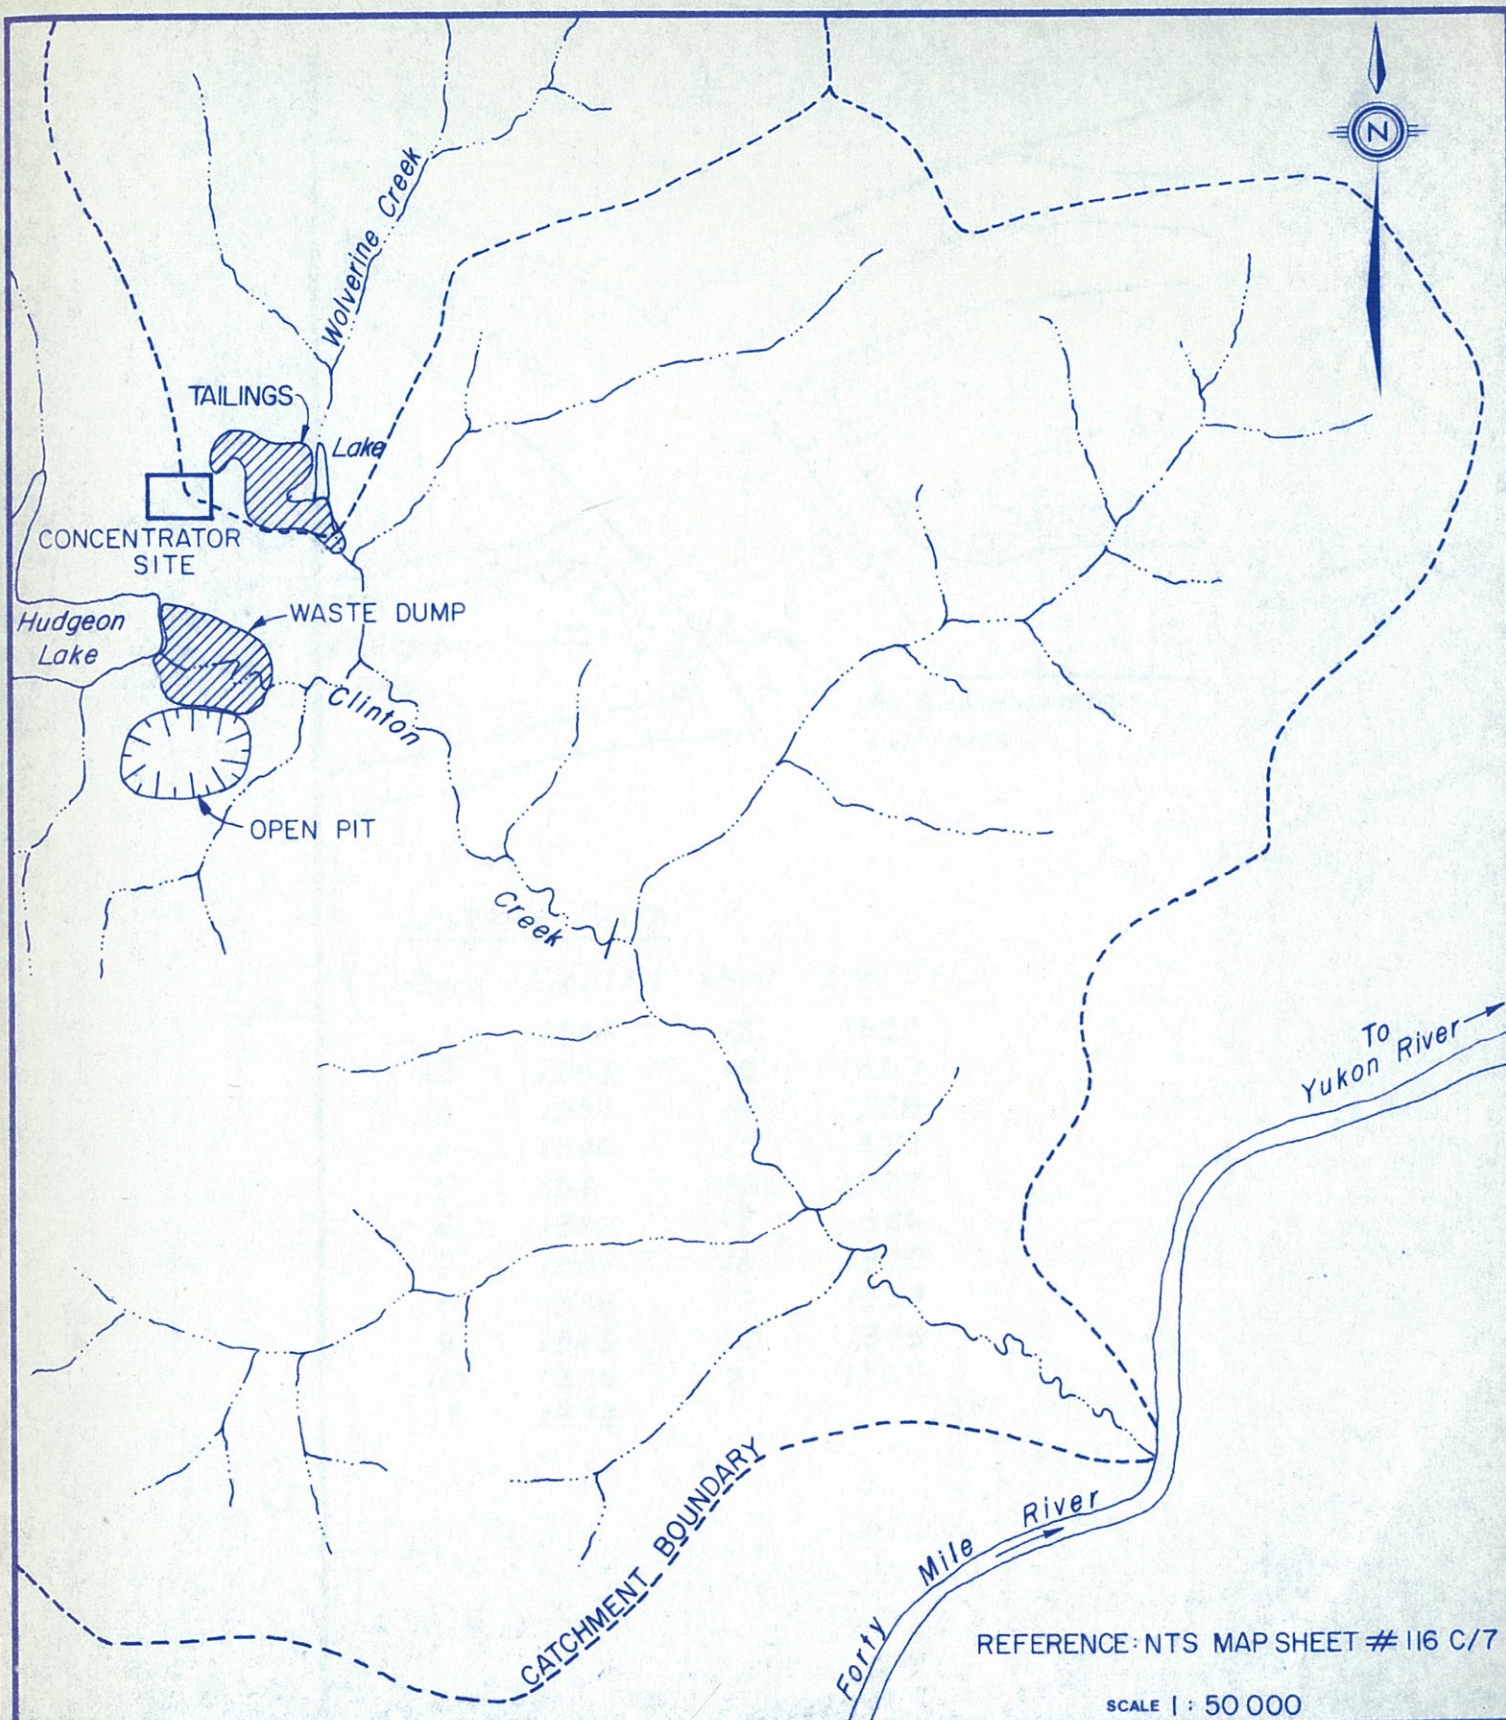 N
Wolverine Creek
TAILINGS
Lake
CONCENTRATOR
SITE
Hudgeon
Lake
WASTE DUMP
Clinton
Creek
OPEN PIT
To
Yukon River
CATCHMENT BOUNDARY
Forty Mile River
REFERENCE: NTS MAP SHEET # 116 C/7
SCALE 1 : 50 000